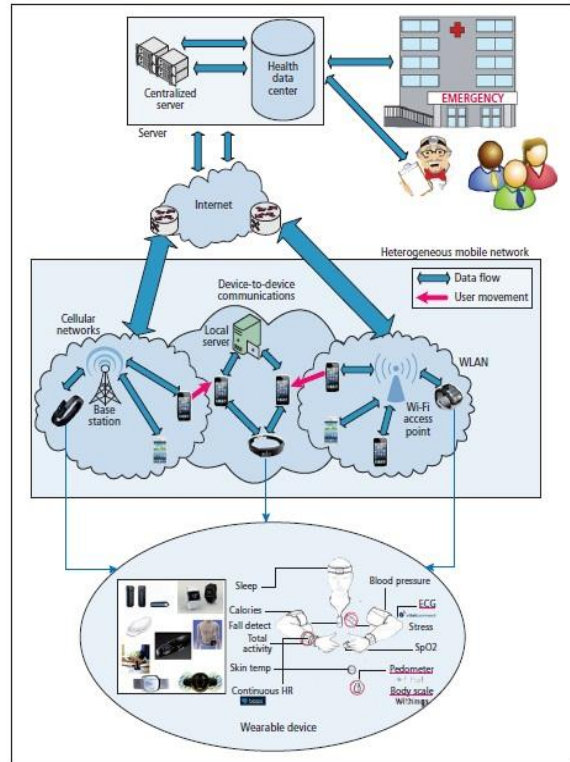 Centralized
server
Health
data
center
EMERGENCY
Server
Internet
Heterogeneous mobile network
Data flow
User movement
Device-to-device
communications
Cellular
networks
Local
server
WLAN
Base
station
Wi-Fi
access
point
Sleep
Blood pressure
Calories
ECG
Fall detect
Stress
Total
activity
SpO2
Skin temp
Pedometer
Continuous HR
Body scale
Withings
Wearable device